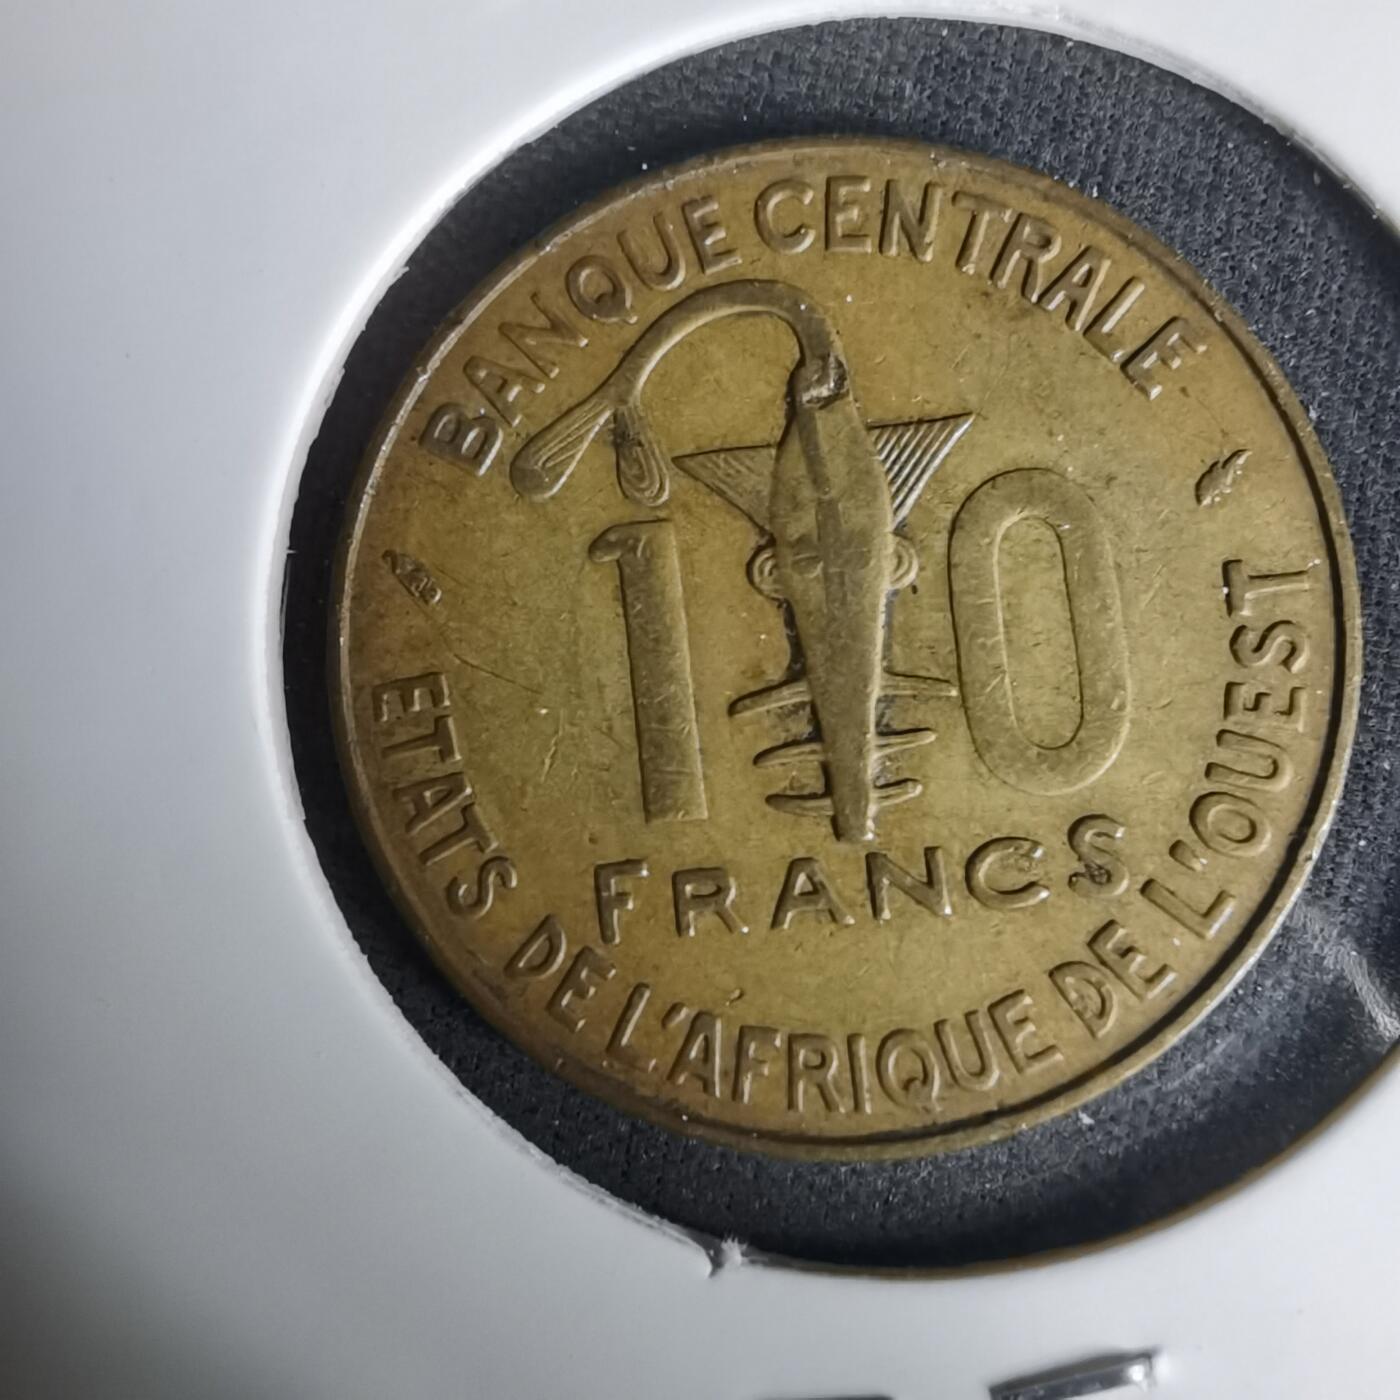 BANQUE CENTRALE
10
FRANCS
ETATS DE L'AFRIQUE DE L'OUEST